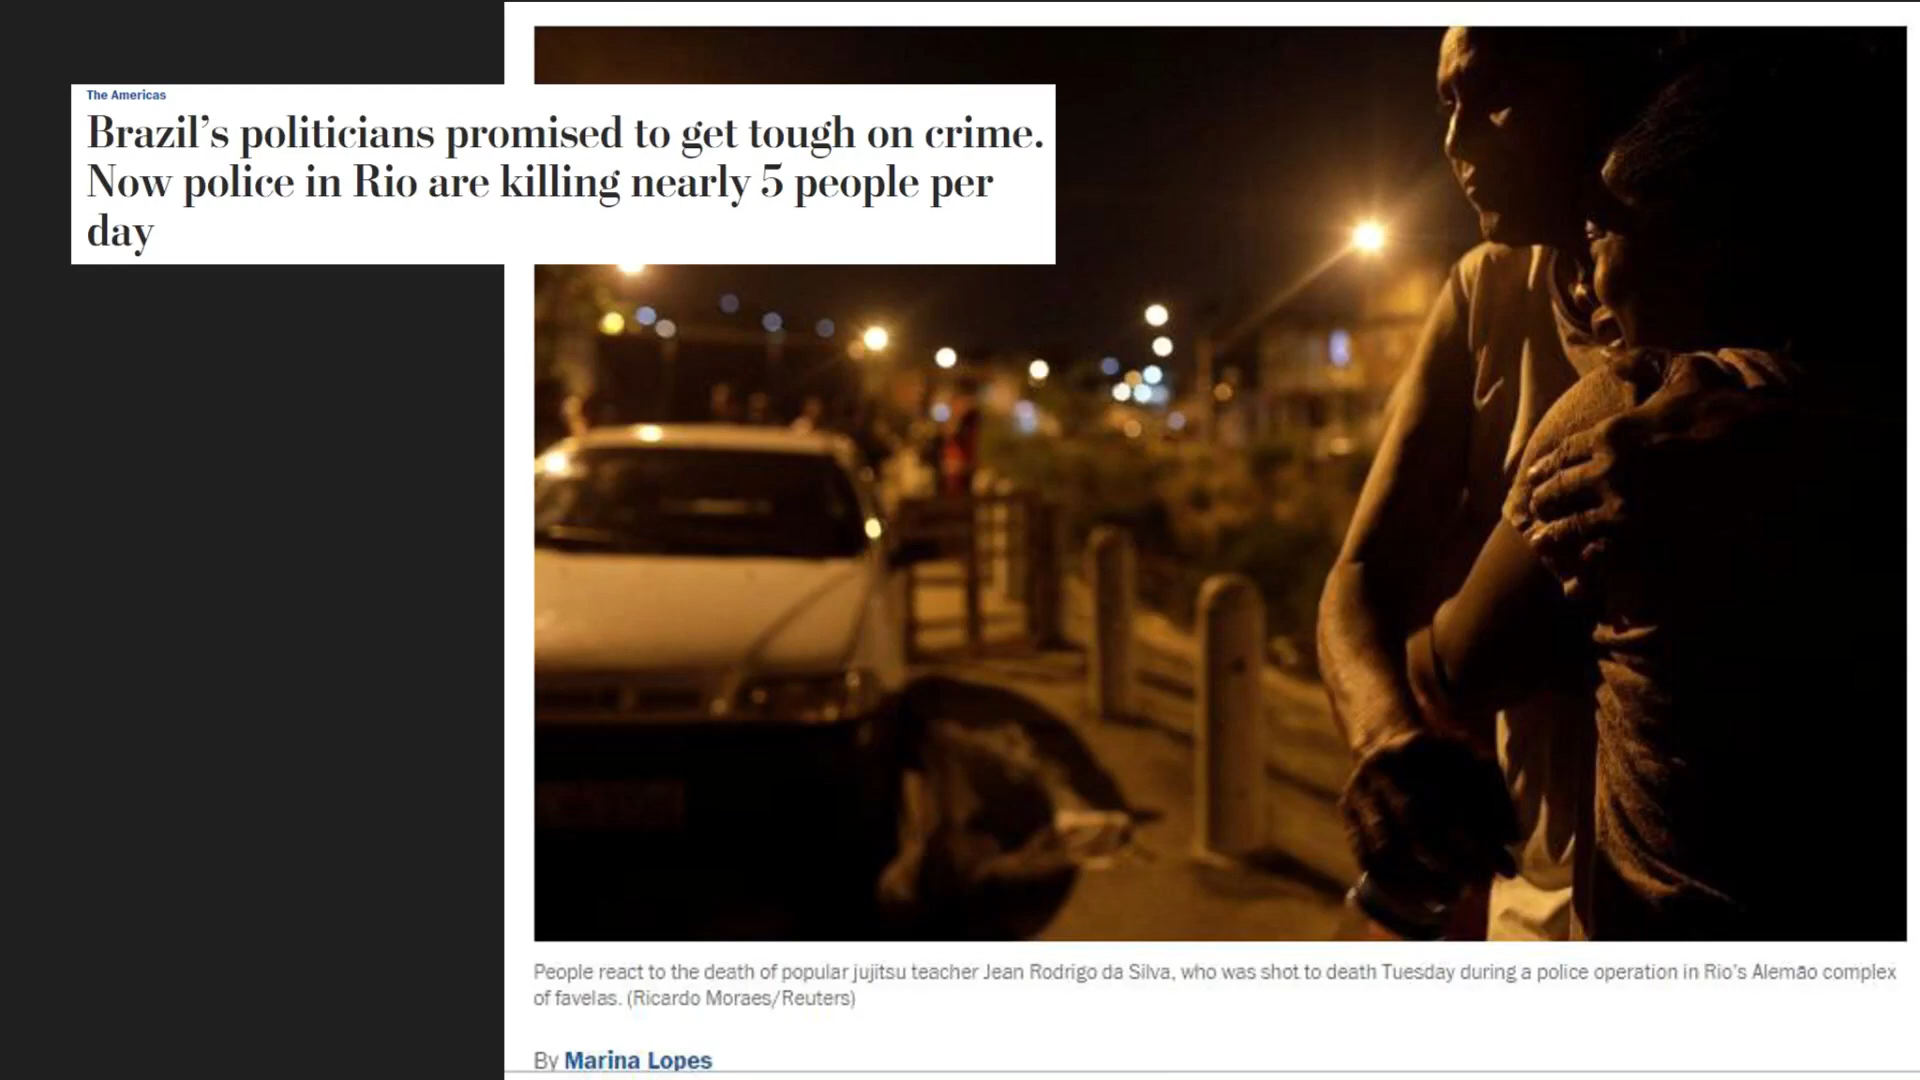 The Americas
Brazil’s politicians promised to get tough on crime.
Now police in Rio are killing nearly 5 people per
day
People react to the death of popular jujitsu teacher Jean Rodrigo da Silva, who was shot to death Tuesday during a police operation in Rio's Alemão complex
of favelas. (Ricardo Moraes/Reuters)
By Marina Lopes